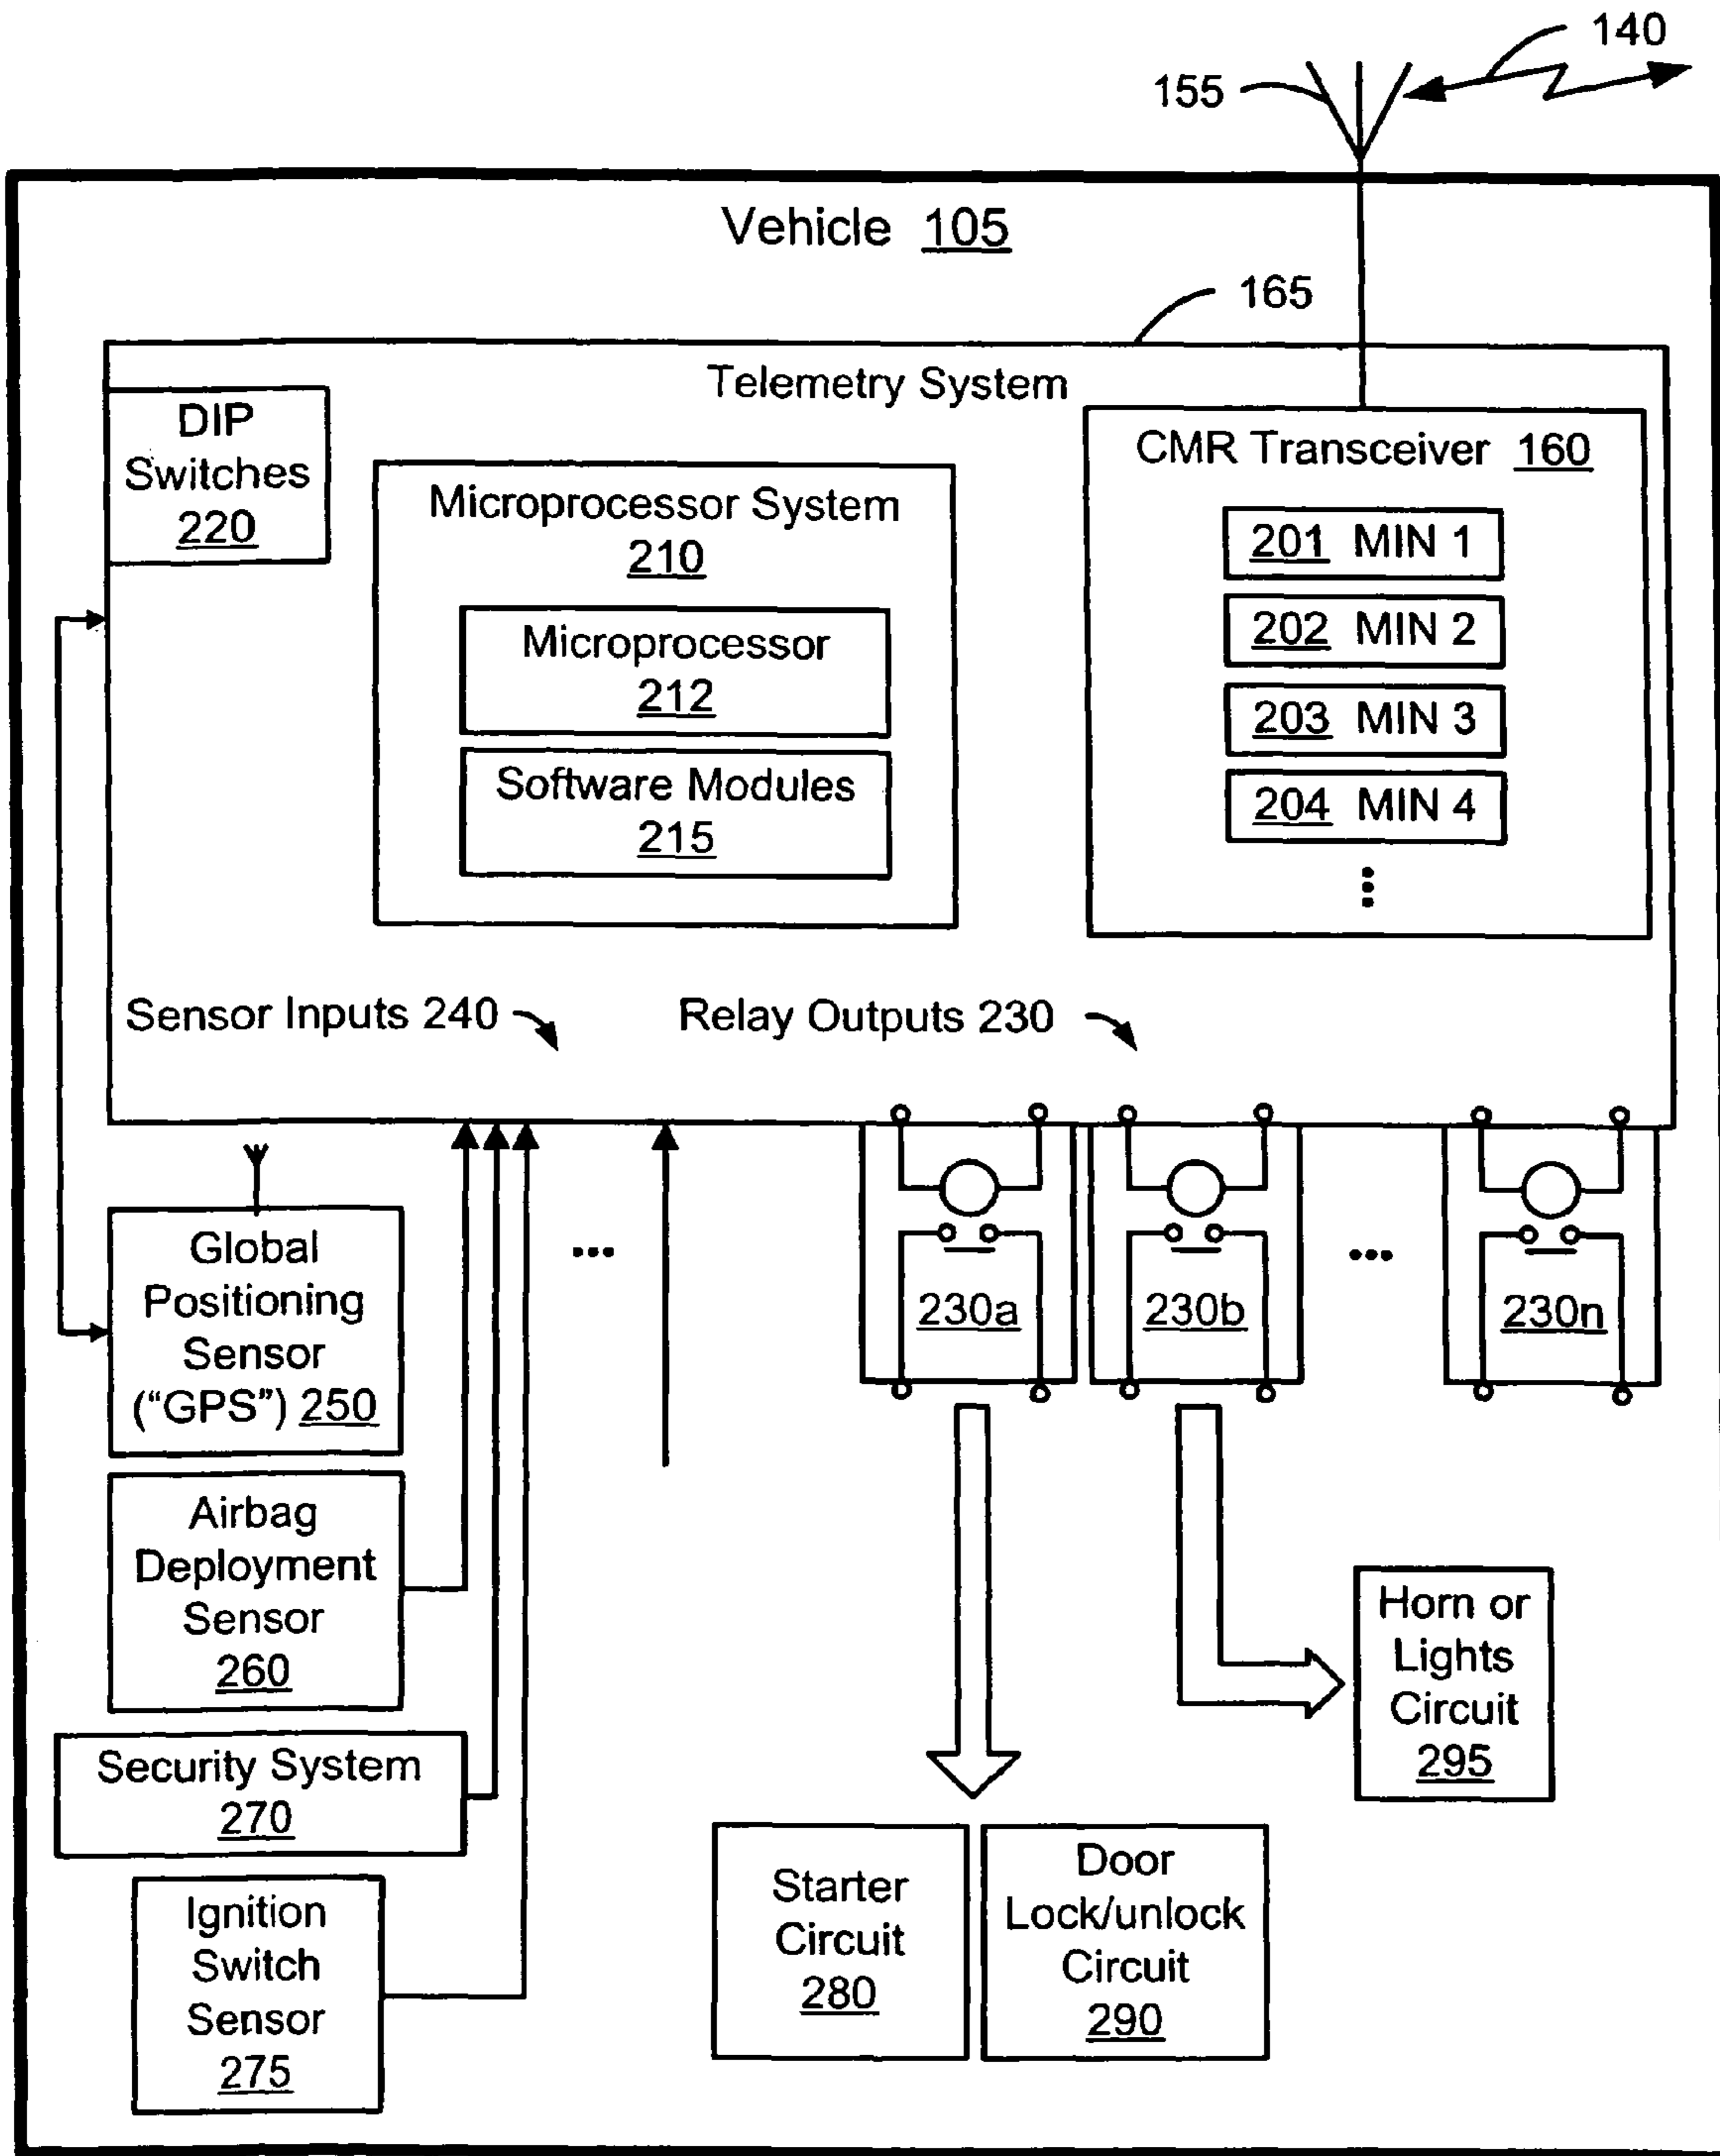 140
155
Vehicle 105
165
Telemetry System
DIP
Switches
220
Microprocessor System
210
Microprocessor
212
Software Modules
215
CMR Transceiver 160
201 MIN 1
202 MIN 2
203 MIN 3
204 MIN 4
...
Sensor Inputs 240
Relay Outputs 230
Global
Positioning
Sensor
(“GPS”) 250
...
230a
230b
...
230n
Airbag
Deployment
Sensor
260
Security System
270
Ignition
Switch
Sensor
275
Starter
Circuit
280
Door
Lock/unlock
Circuit
290
Horn or
Lights
Circuit
295